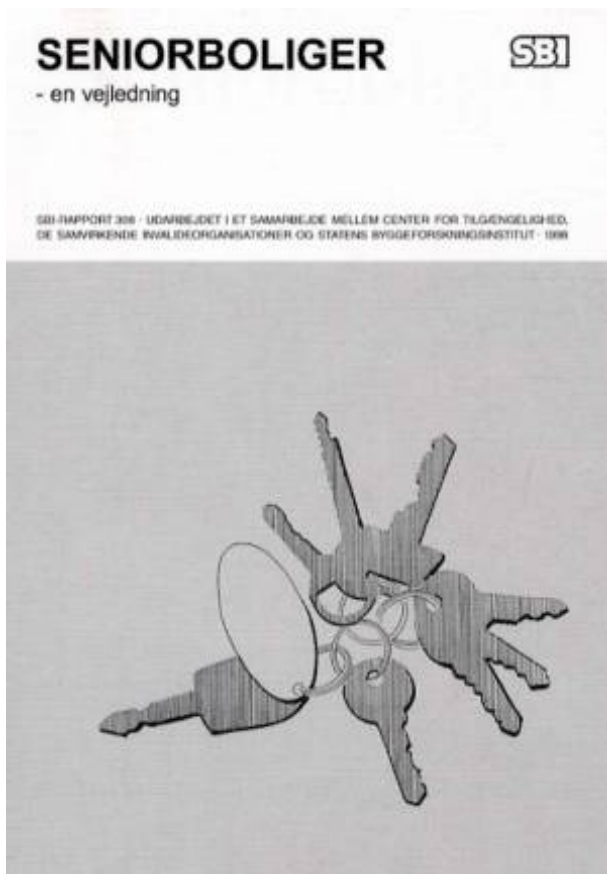 SENIORBOLIGER
SBI
- en vejledning
SBI-RAPPORT 308 · UDARBEJDET I ET SAMARBEJDE MELLEM CENTER FOR TILGÆNGELIGHED,
DE SAMVIRKENDE INVALIDEORGANISATIONER OG STATENS BYGGEFORSKNINGSINSTITUT · 1998